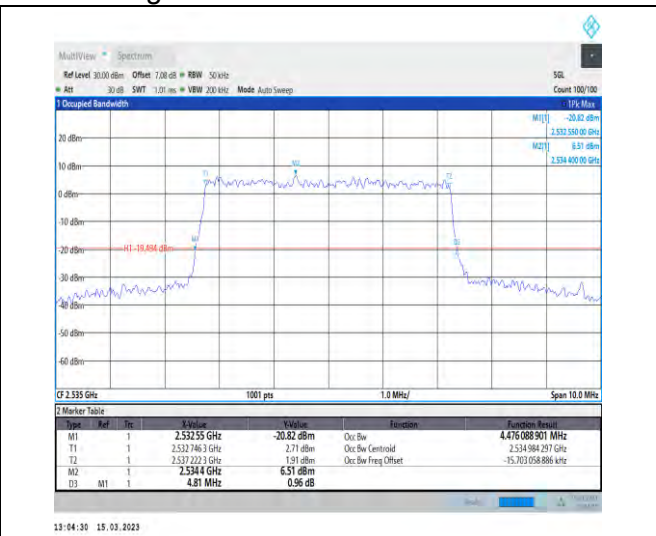 MultiView Spectrum
Ref Level 30.00 dBm Offset 7.08 dB RBW 50 kHz SGL
Att 30 dB SWT 1.01 ms VBW 200 kHz Mode Auto Sweep Count 100/100
1 Occupied Bandwidth 1Pk Max
M1[1] -20.82 dBm
2.532 550 00 GHz
M2[1] 6.51 dBm
2.534 400 00 GHz
20 dBm
10 dBm
M2
T1
T2
0 dBm
-10 dBm
M1
-20 dBm
H1 -19.494 dBm
-30 dBm
-40 dBm
-50 dBm
-60 dBm
CF 2.535 GHz 1001 pts 1.0 MHz/ Span 10.0 MHz
2 Marker Table
Type Ref Trc X-Value Y-Value Function Function Result
M1 1 2.53255 GHz -20.82 dBm Occ Bw 4.476 088 901 MHz
T1 1 2.532 746 3 GHz 2.71 dBm Occ Bw Centroid 2.534 984 297 GHz
T2 1 2.537 222 3 GHz 1.91 dBm Occ Bw Freq Offset -15.703 058 886 kHz
M2 1 2.5344 GHz 6.51 dBm
D3 M1 1 4.81 MHz 0.96 dB
13:04:30 15.03.2023